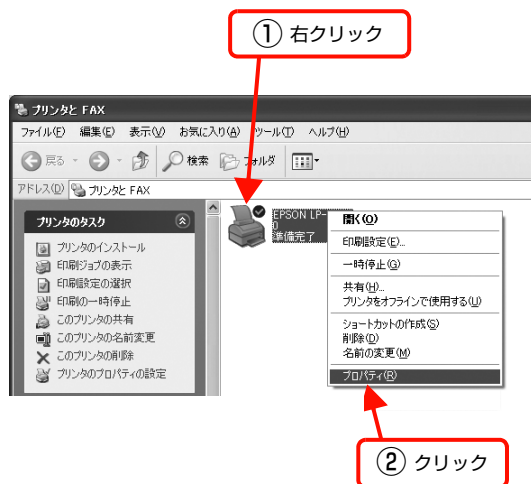 ① 右クリック
プリンタと FAX
ファイル(F) 編集(E) 表示(V) お気に入り(A) ツール(T) ヘルプ(H)
戻る 検索 フォルダ
アドレス(D) プリンタと FAX
プリンタのタスク
プリンタのインストール
印刷ジョブの表示
印刷設定の選択
印刷の一時停止
このプリンタの共有
このプリンタの名前変更
このプリンタの削除
プリンタのプロパティの設定
EPSON LP-
0
準備完了
開く(O)
印刷設定(E)...
一時停止(G)
共有(H)...
プリンタをオフラインで使用する(U)
ショートカットの作成(S)
削除(D)
名前の変更(M)
プロパティ(R)
② クリック